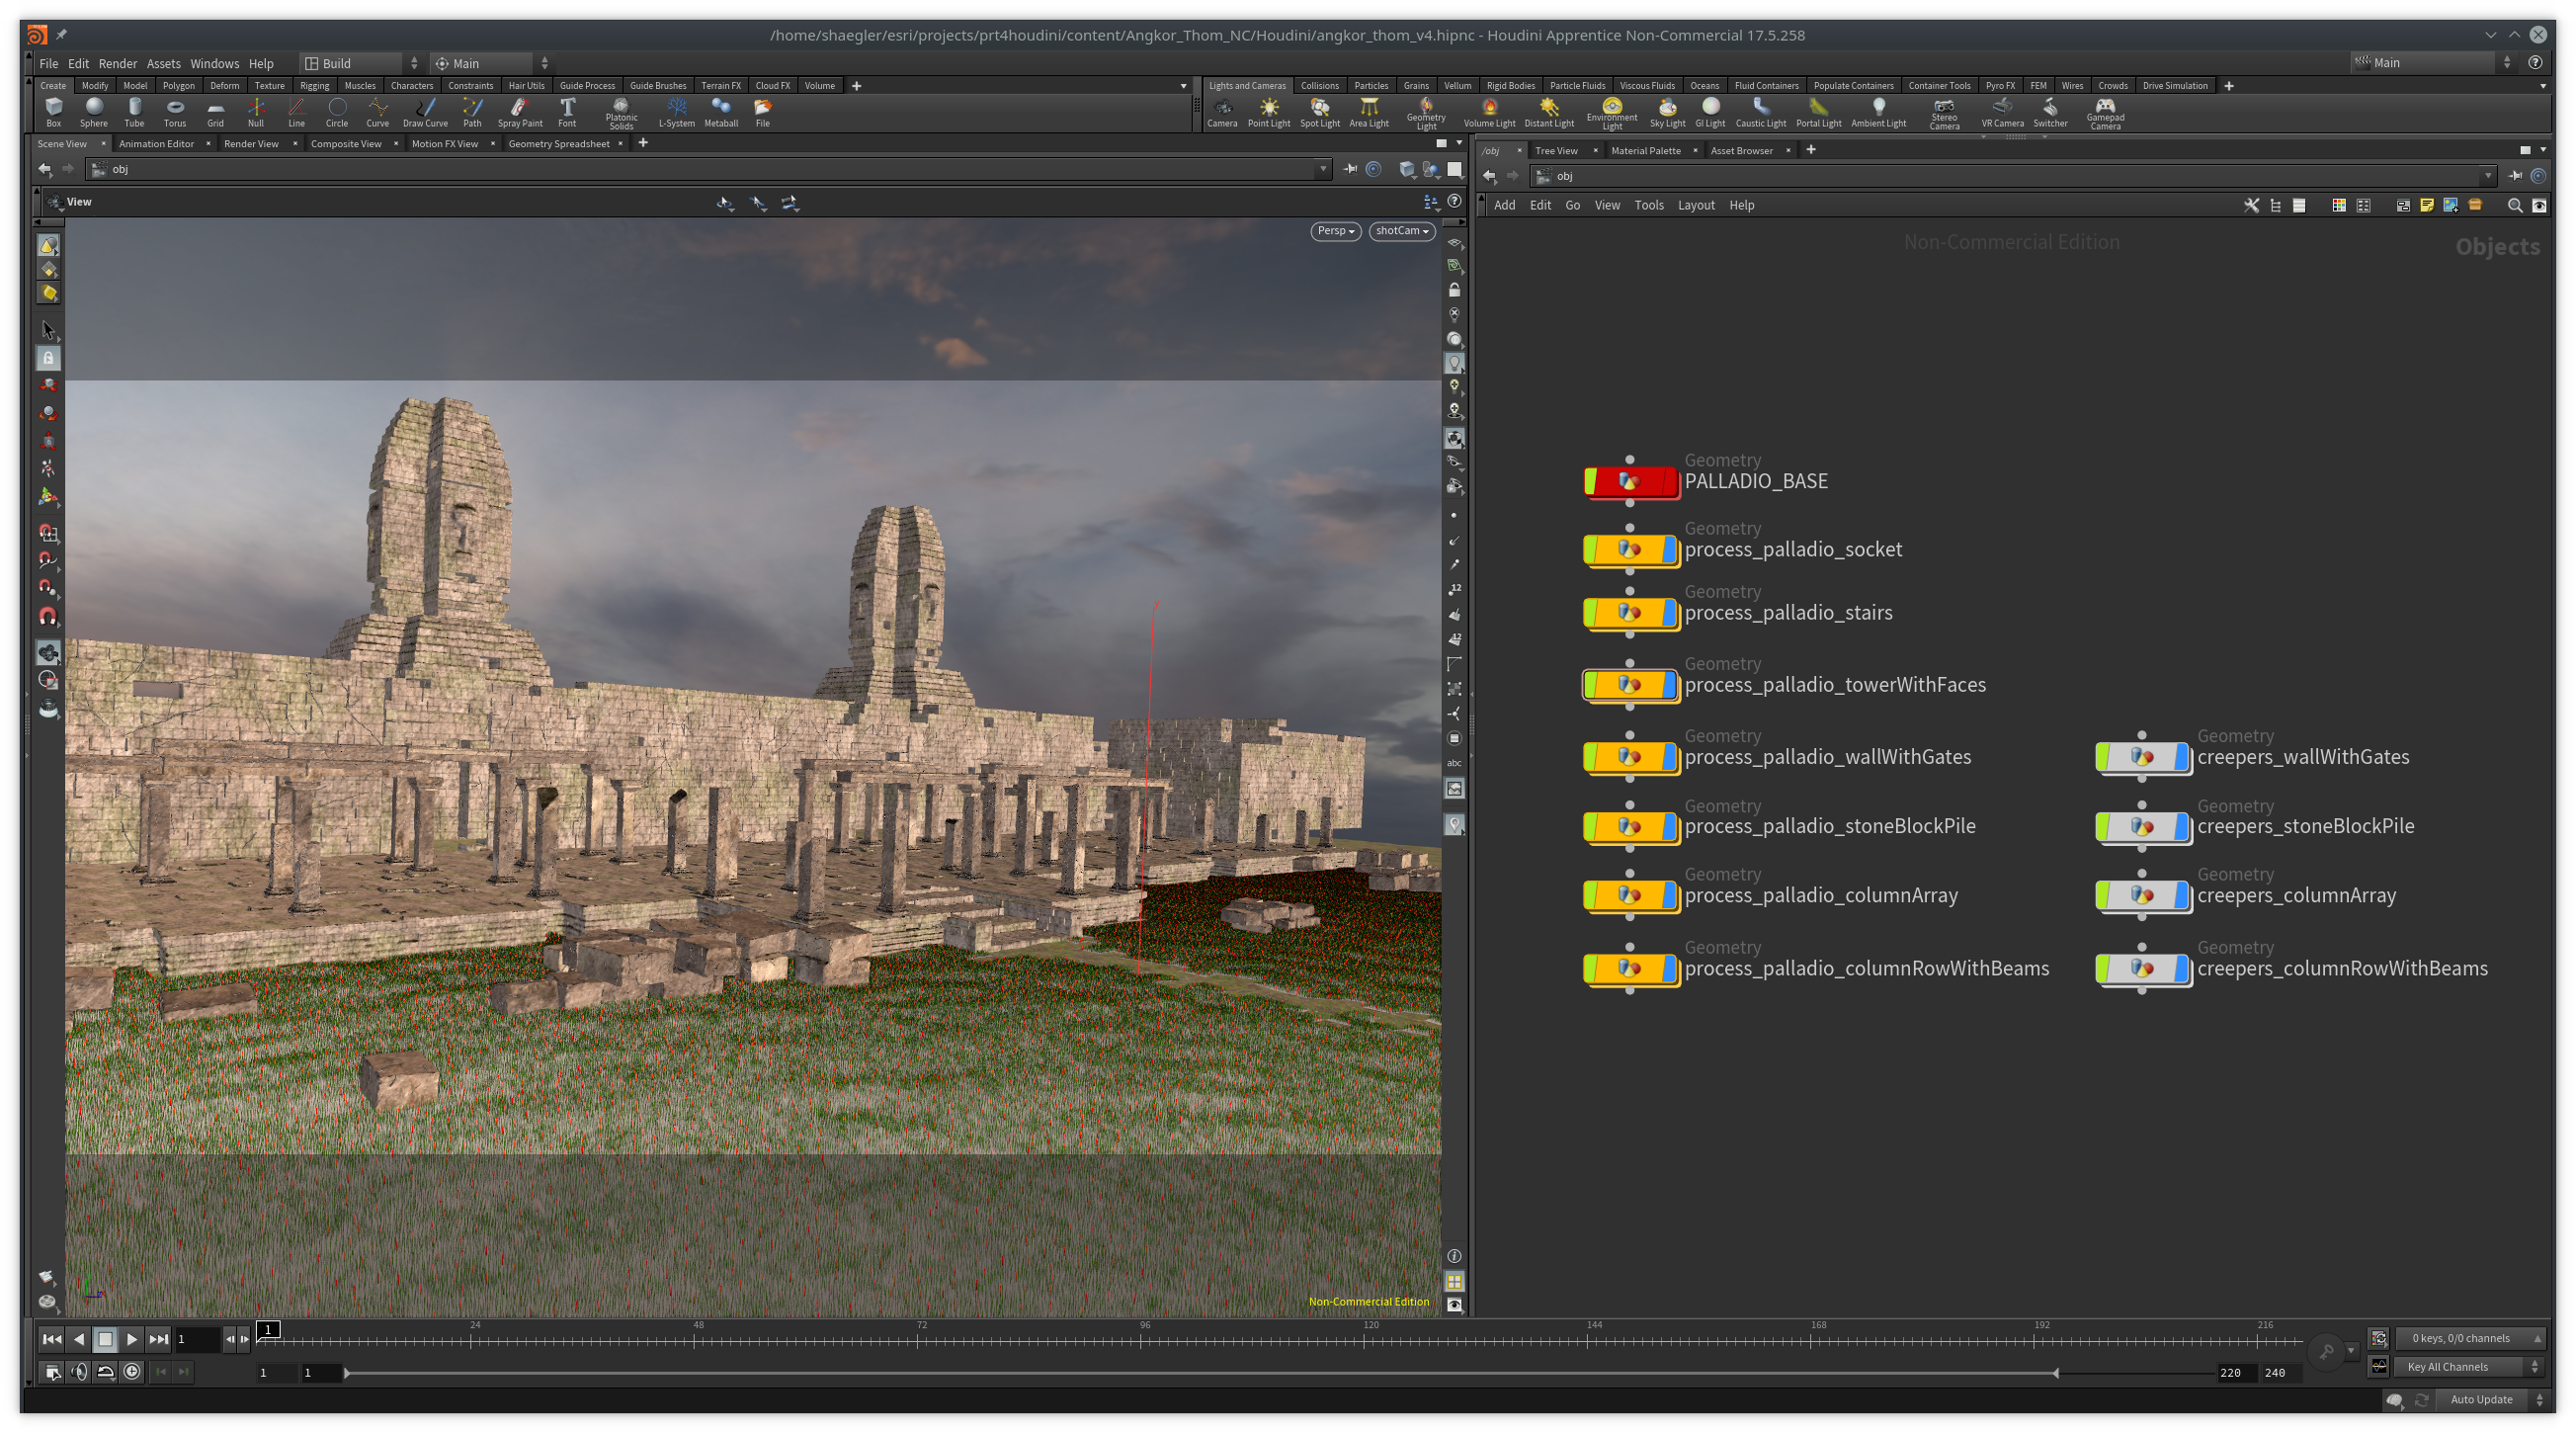 /home/shaegler/esri/projects/prt4houdini/content/Angkor_Thom_NC/Houdini/angkor_thom_v4.hipnc - Houdini Apprentice Non-Commercial 17.5.258
File Edit Render Assets Windows Help Build Main Main
Create Modify Model Polygon Deform Texture Rigging Muscles Characters Constraints Hair Utils Guide Process Guide Brushes Terrain FX Cloud FX Volume
Box Sphere Tube Torus Grid Null Line Circle Curve Draw Curve Path Spray Paint Font Platonic Solids L-System Metaball File
Lights and Cameras Collisions Particles Grains Vellum Rigid Bodies Particle Fluids Viscous Fluids Oceans Fluid Containers Populate Containers Container Tools Pyro FX FEM Wires Crowds Drive Simulation
Camera Point Light Spot Light Area Light Geometry Light Volume Light Distant Light Environment Light Sky Light GI Light Caustic Light Portal Light Ambient Light Stereo Camera VR Camera Switcher Gamepad Camera
Scene View Animation Editor Render View Composite View Motion FX View Geometry Spreadsheet
obj
View
Persp shotCam
12
12
abc
Non-Commercial Edition
/obj Tree View Material Palette Asset Browser
obj
Add Edit Go View Tools Layout Help
Non-Commercial Edition
Objects
Geometry
PALLADIO_BASE
Geometry
process_palladio_socket
Geometry
process_palladio_stairs
Geometry
process_palladio_towerWithFaces
Geometry
process_palladio_wallWithGates
Geometry
creepers_wallWithGates
Geometry
process_palladio_stoneBlockPile
Geometry
creepers_stoneBlockPile
Geometry
process_palladio_columnArray
Geometry
creepers_columnArray
Geometry
process_palladio_columnRowWithBeams
Geometry
creepers_columnRowWithBeams
1 1 24 48 72 96 120 144 168 192 216
0 keys, 0/0 channels
1 1 220 240
Key All Channels
Auto Update